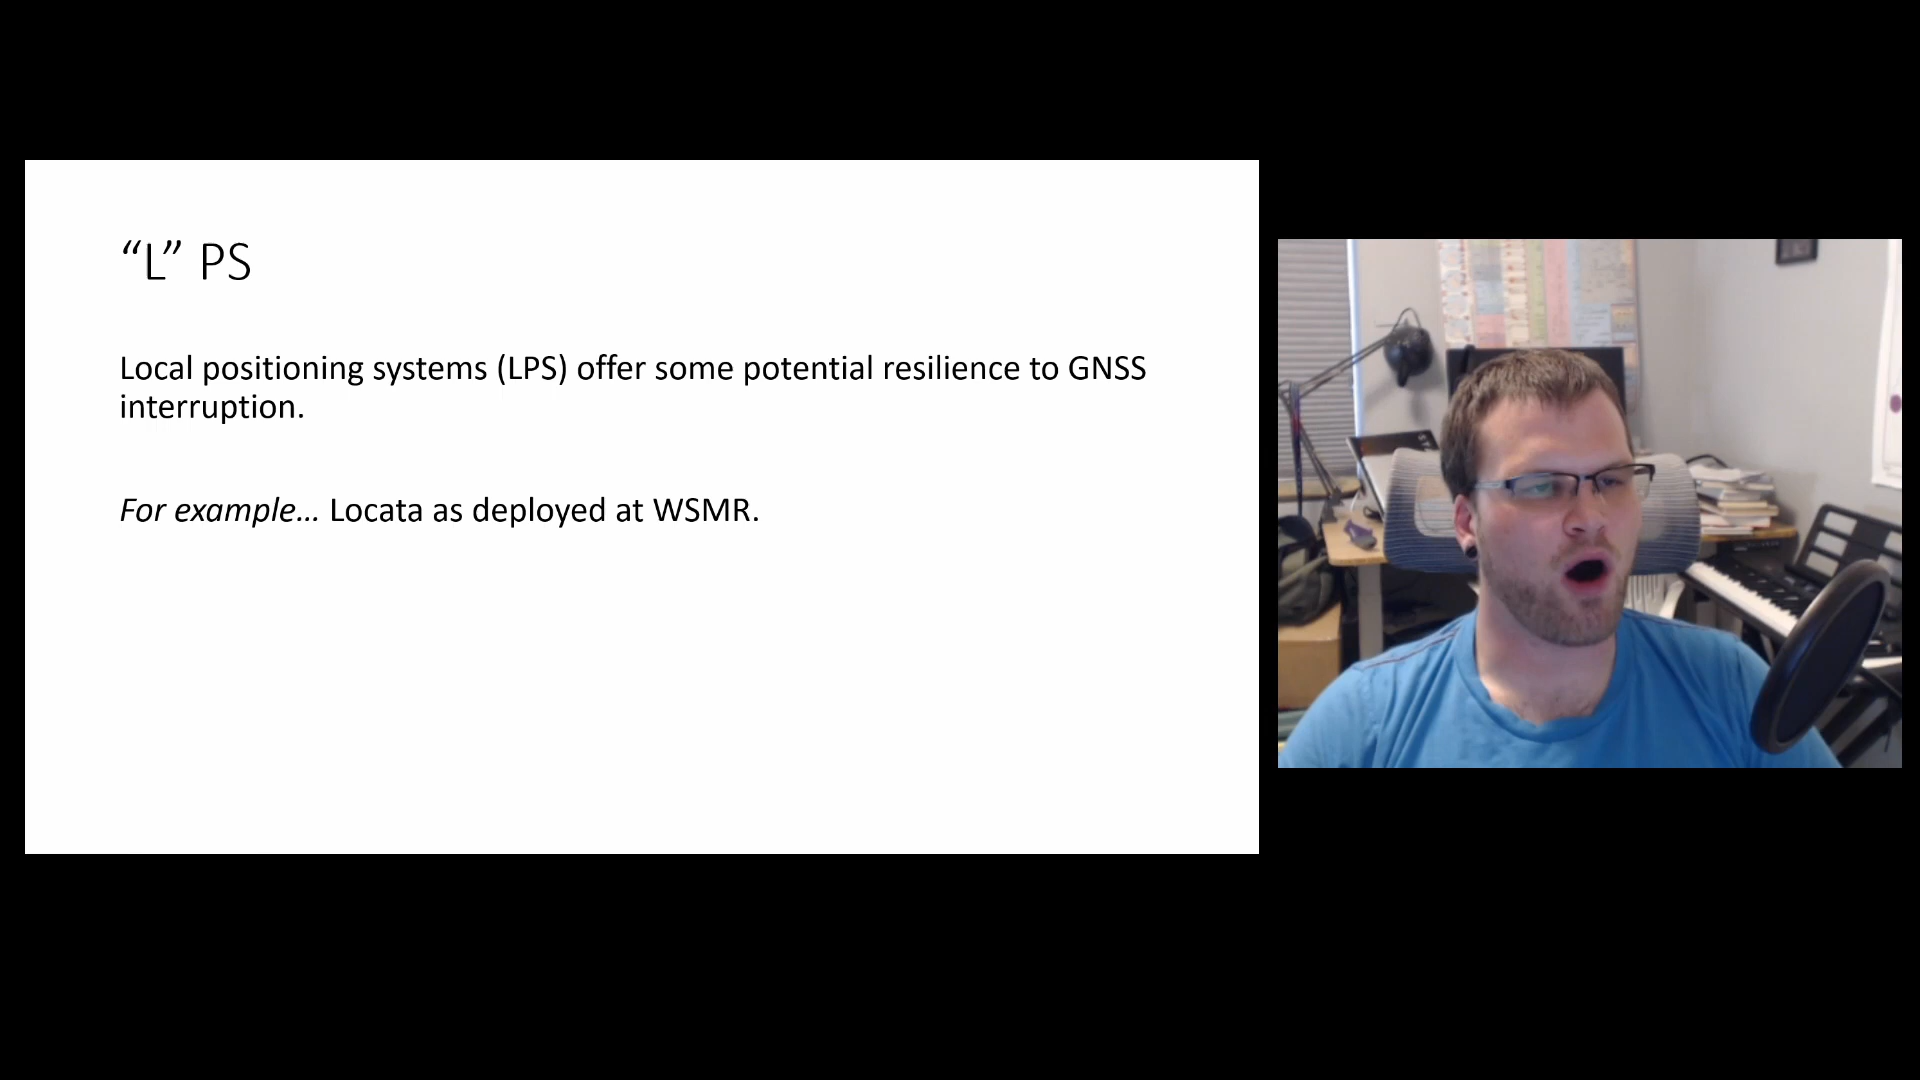 “L” PS
Local positioning systems (LPS) offer some potential resilience to GNSS
interruption.
For example... Locata as deployed at WSMR.